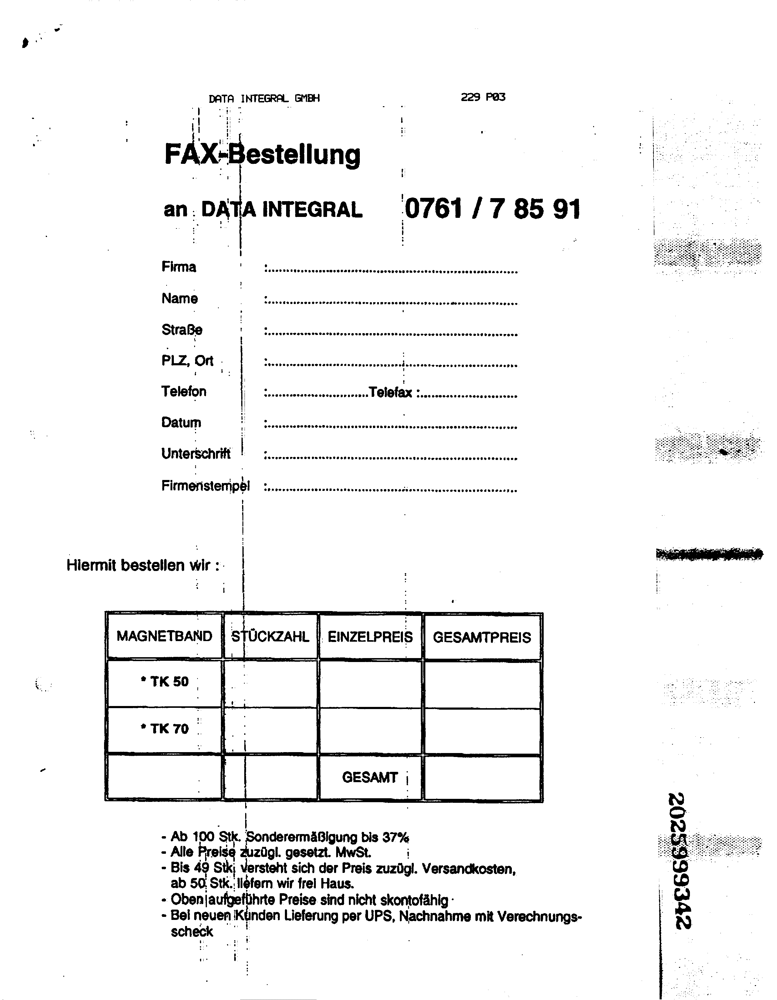 DATA INTEGRAL GMBH 229 P03
FAX-Bestellung
an DATA INTEGRAL 0761 / 7 85 91
Firma :
Name :
Straße :
PLZ, Ort :
Telefon : Telefax :
Datum :
Unterschrift :
Firmenstempel :
Hiermit bestellen wir :
MAGNETBAND STÜCKZAHL EINZELPREIS GESAMTPREIS
* TK 50
* TK 70
GESAMT
- Ab 100 Stk. Sonderermäßigung bis 37%
- Alle Preise zuzügl. gesetzt. MwSt.
- Bis 49 Stk. versteht sich der Preis zuzügl. Versandkosten,
ab 50 Stk. liefern wir frei Haus.
- Oben aufgeführte Preise sind nicht skontofähig
- Bei neuen Kunden Lieferung per UPS, Nachnahme mit Verechnungs-
scheck
2025999342